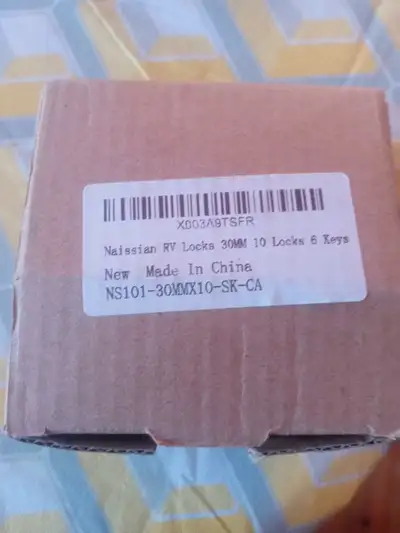 X003A9TSFR
Naissian RV Locks 30MM 10 Locks 6 Keys
New Made In China
NS101-30MMX10-SK-CA